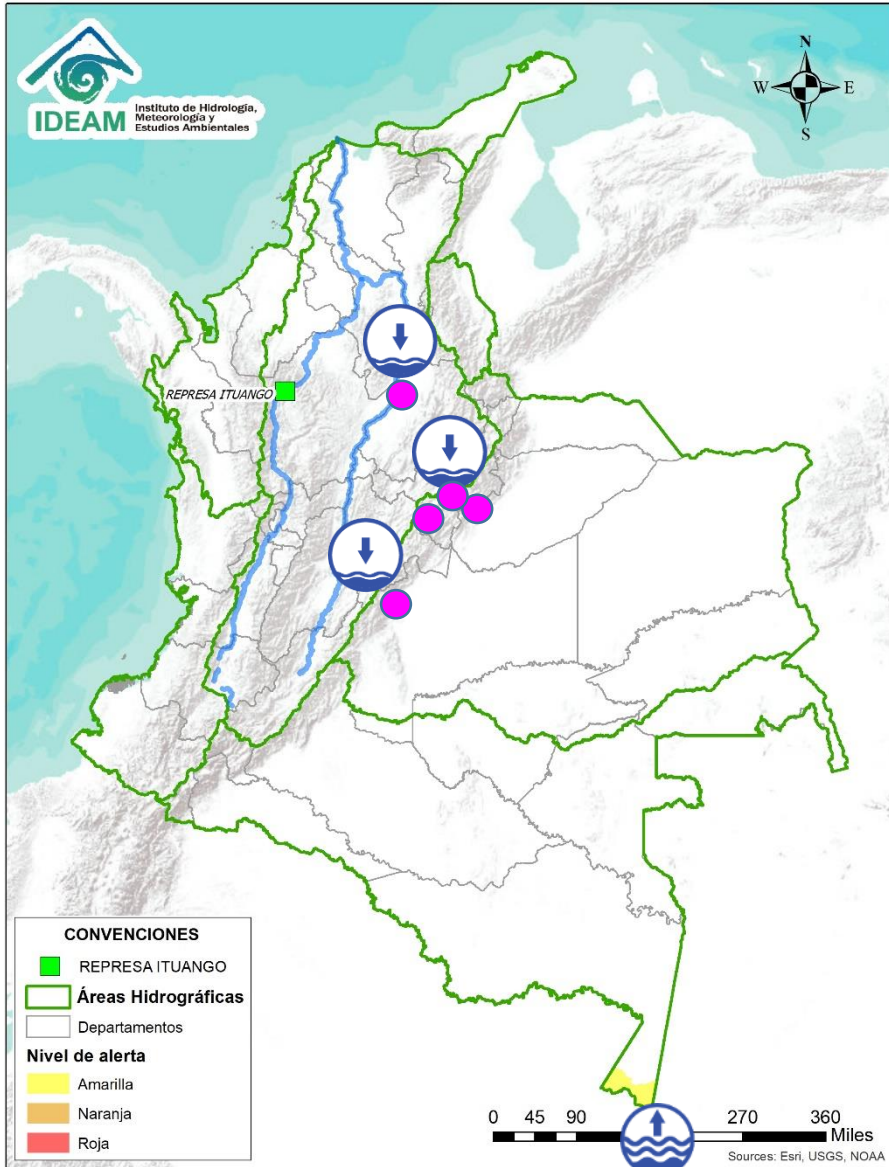 IDEAM
Instituto de Hidrología,
Meteorología y
Estudios Ambientales
N
W
E
S
REPRESA ITUANGO
CONVENCIONES
REPRESA ITUANGO
Áreas Hidrográficas
Departamentos
Nivel de alerta
Amarilla
Naranja
Roja
0 45 90 270 360
Miles
Sources: Esri, USGS, NOAA